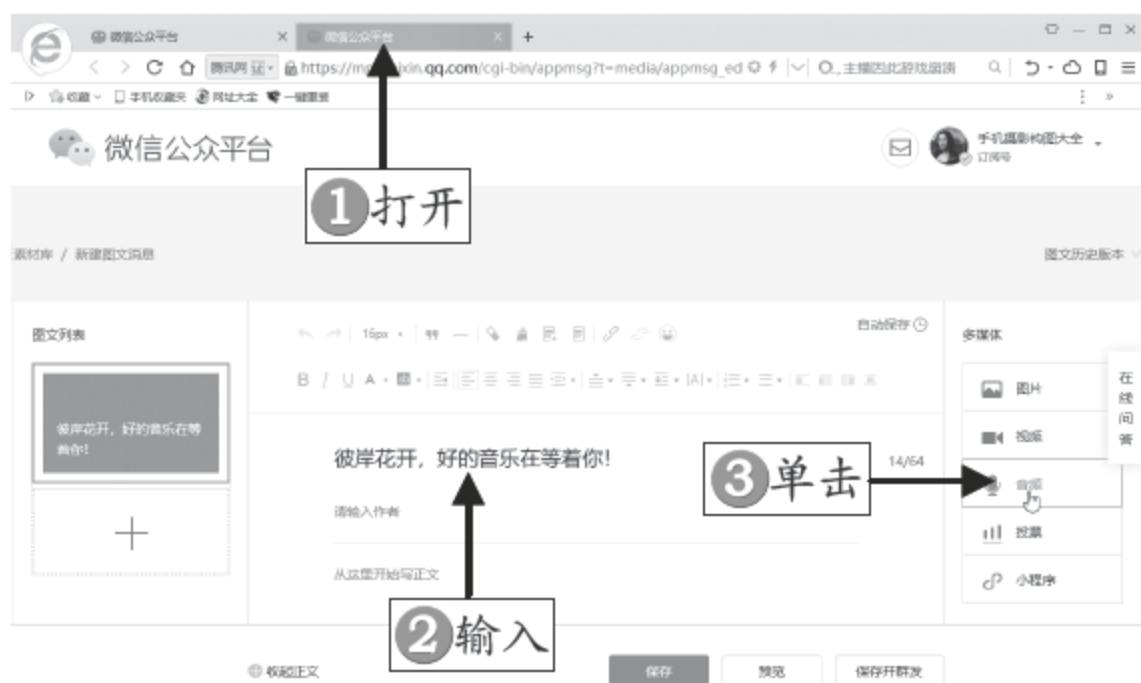 微信公众平台
微信公众平台
腾讯网
https://mp.weixin.qq.com/cgi-bin/appmsg?t=media/appmsg_ed
收藏 手机收藏夹 网址大全 一键重装
微信公众平台
手机摄影构图大全
订阅号
1打开
素材库 / 新建图文消息
图文历史版本
图文列表
16px
自动保存
多媒体
B I U A
图片
在线问答
彼岸花开,好的音乐在等着你!
视频
彼岸花开,好的音乐在等着你!
14/64
3单击
音频
请输入作者
投票
从这里开始写正文
小程序
2输入
收起正文
保存
预览
保存并群发